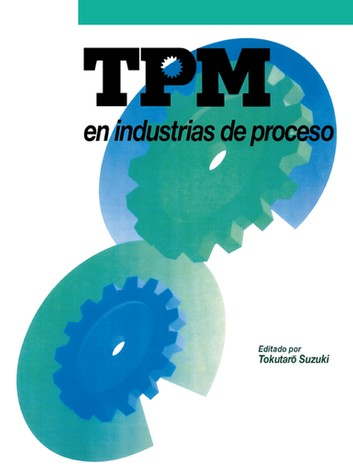 TPM
en industrias de proceso
Editado por
Tokutarō Suzuki